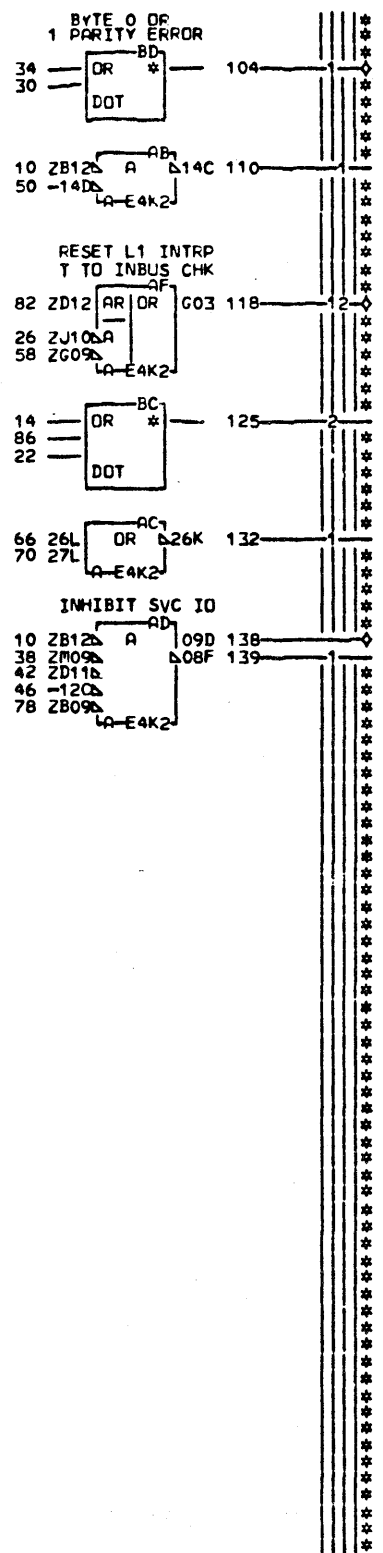 BYTE 0 OR
1 PARITY ERROR
BD
34 OR * 104 1
30
DOT
AB
10 ZB12 A 14C 110 1
50 -14D
A E4K2
RESET L1 INTRP
T TO INBUS CHK
AF
82 ZD12 AR OR G03 118 12
26 ZJ10 A
58 ZG09
A E4K2
BC
14 OR * 125 2
86
22
DOT
AC
66 26L OR 26K 132 1
70 27L
A E4K2
INHIBIT SVC IO
AD
10 ZB12 A 09D 138
38 ZM09 08F 139 1
42 ZD11
46 -12C
78 ZB09
A E4K2